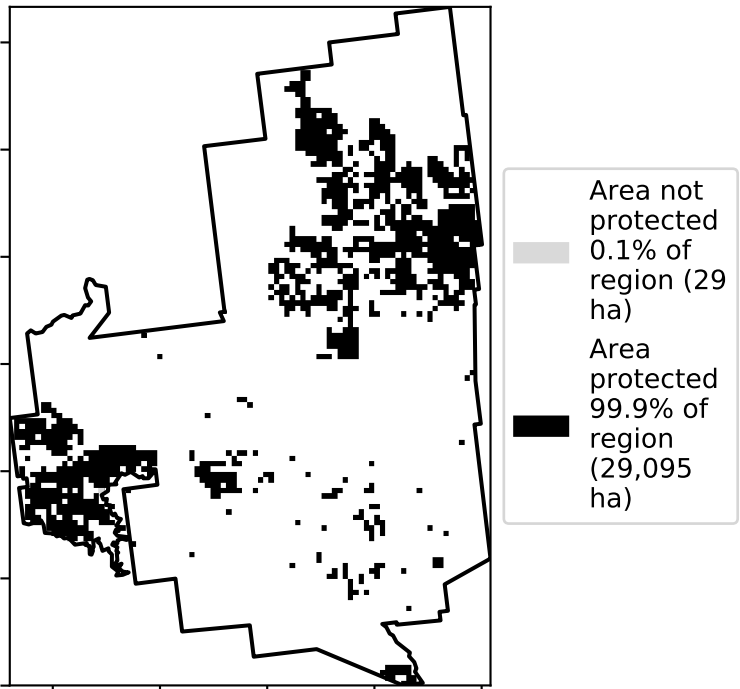 Area not
protected
0.1% of
region (29
ha)
Area
protected
99.9% of
region
(29,095
ha)